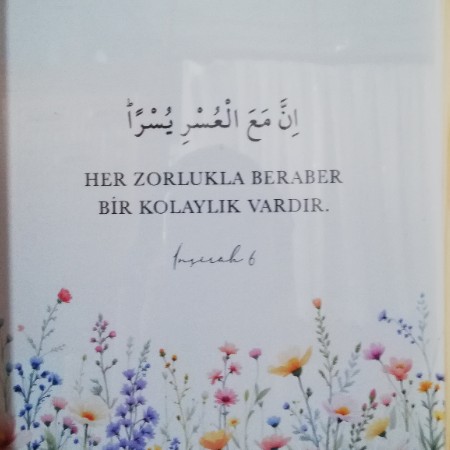 اِنَّ مَعَ الْعُسْرِ يُسْرًاۜ
HER ZORLUKLA BERABER
BİR KOLAYLIK VARDIR.
İnşirah 6